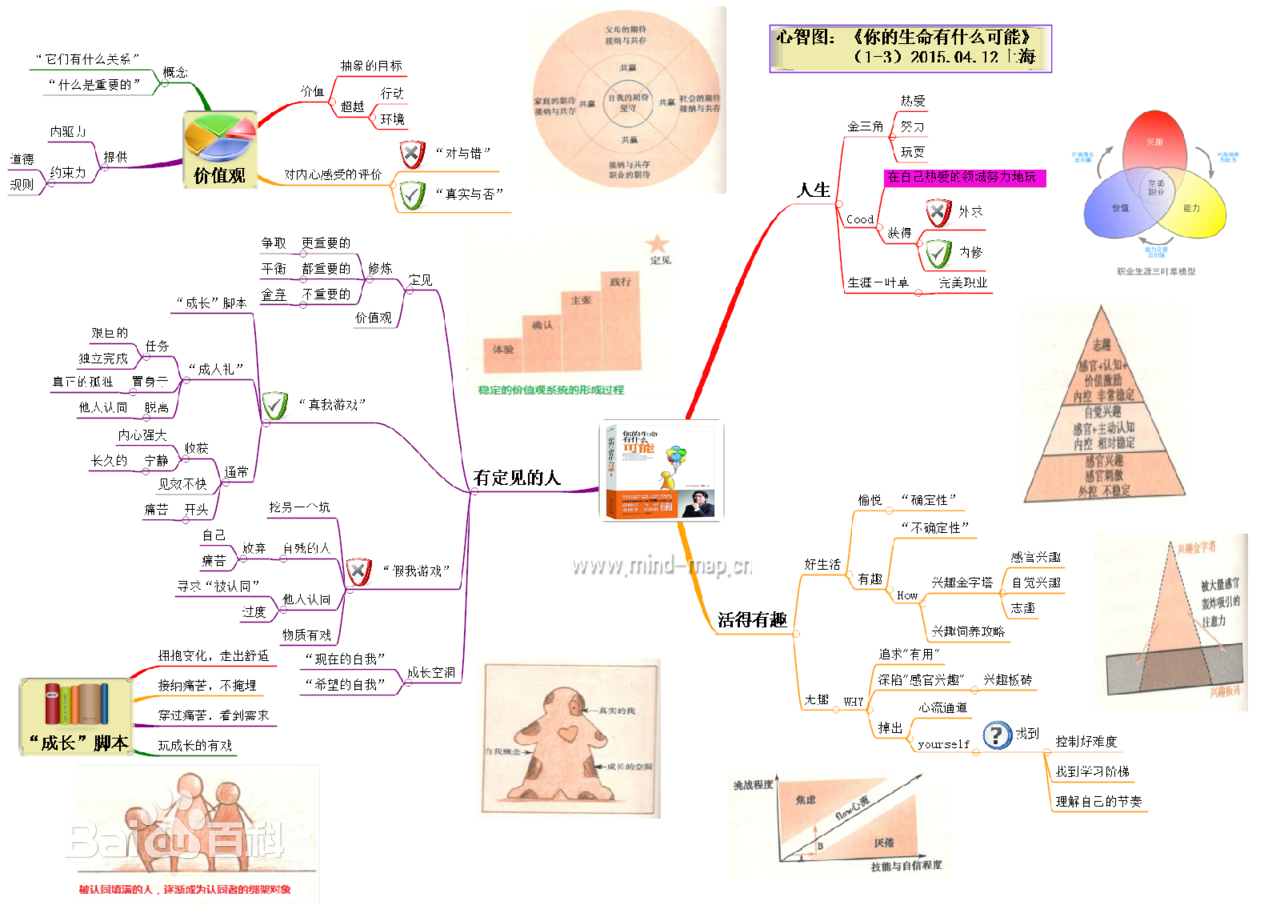 心智图：《你的生命有什么可能》
（1-3）2015.04.12上海
“它们有什么关系”
“什么是重要的”
概念
价值观
价值
抽象的目标
超越
行动
环境
提供
内驱力
约束力
道德
规则
对内心感受的评价
“对与错”
“真实与否”
父母的期待
接纳与共存
共赢
家庭的期待
接纳与共存
共赢
自我的期待
坚守
共赢
社会的期待
接纳与共存
共赢
接纳与共存
职业的期待
人生
金三角
热爱
努力
玩耍
Good
在自己热爱的领域努力地玩
获得
外求
内修
生涯一叶草
完美职业
兴趣
完美
职业
价值
能力
职业生涯三叶草模型
有定见的人
定见
修炼
争取
更重要的
平衡
都重要的
舍弃
不重要的
价值观
“真我游戏”
“成长”脚本
“成人礼”
任务
艰巨的
独立完成
置身于
真正的孤独
脱离
他人认同
通常
收获
内心强大
宁静
长久的
见效不快
开头
痛苦
“假我游戏”
挖另一个坑
自残的人
放弃
自己
痛苦
他人认同
寻求“被认同”
过度
物质有戏
成长空洞
“现在的自我”
“希望的自我”
定见
践行
主张
确认
体验
稳定的价值观系统的形成过程
你的生命
有什么
可能
www.mind-map.cn
志趣
感官+认知+
价值激励
内控 非常稳定
自觉兴趣
感官+主动认知
内控 相对稳定
感官兴趣
感官刺激
外控 不稳定
活得有趣
好生活
愉悦
“确定性”
有趣
“不确定性”
How
兴趣金字塔
感官兴趣
自觉兴趣
志趣
兴趣饲养攻略
无趣
WHY
追求"有用"
深陷"感官兴趣"
兴趣板砖
掉出
心流通道
yourself
找到
控制好难度
找到学习阶梯
理解自己的节奏
兴趣金字塔
被大量感官
轰炸吸引的
注意力
兴趣板砖
“成长”脚本
拥抱变化，走出舒适
接纳痛苦，不掩埋
穿过痛苦，看到需求
玩成长的有戏
真实的我
自我概念
成长的空洞
挑战程度
焦虑
flow心流
厌倦
A
B
技能与自信程度
Baidu百科
被认同填满的人，逐渐成为认同者的绑架对象